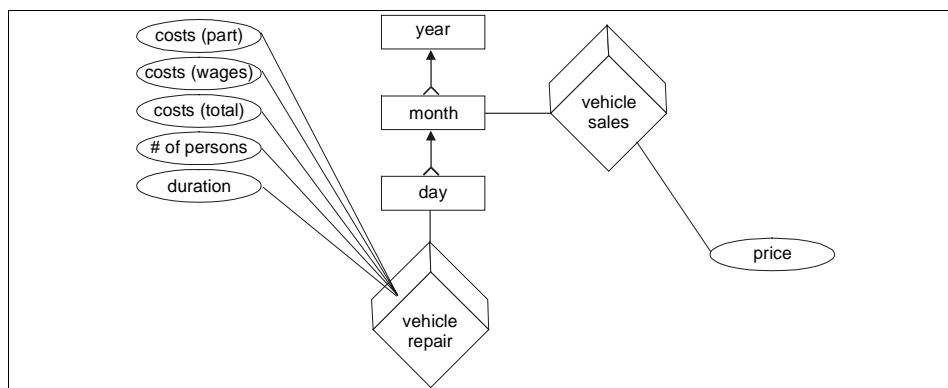 costs (part)
costs (wages)
costs (total)
# of persons
duration
year
month
day
vehicle
sales
price
vehicle
repair